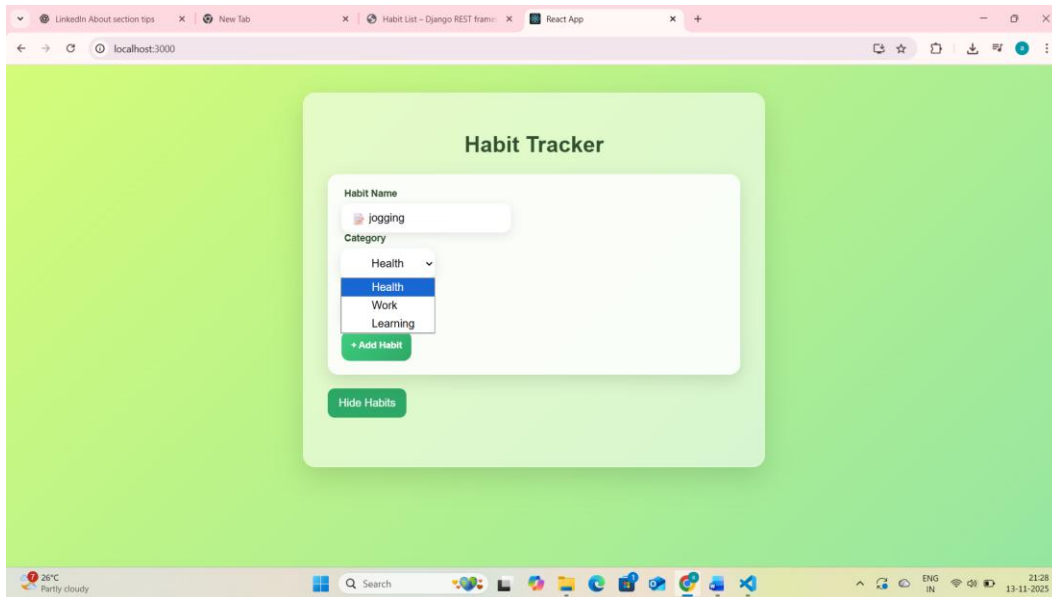 LinkedIn About section tips
New Tab
Habit List – Django REST frame
React App
localhost:3000
Habit Tracker
Habit Name
jogging
Category
Health
Health
Work
Learning
+ Add Habit
Hide Habits
7
26°C
Partly cloudy
Search
ENG
IN
21:28
13-11-2025